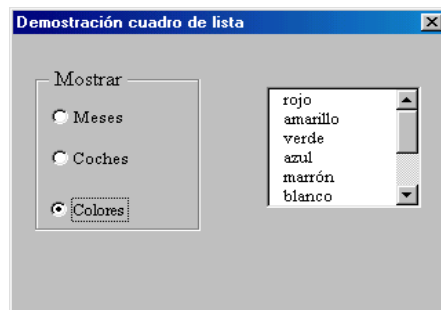 Demostración cuadro de lista
Mostrar
Meses
Coches
Colores
rojo
amarillo
verde
azul
marrón
blanco